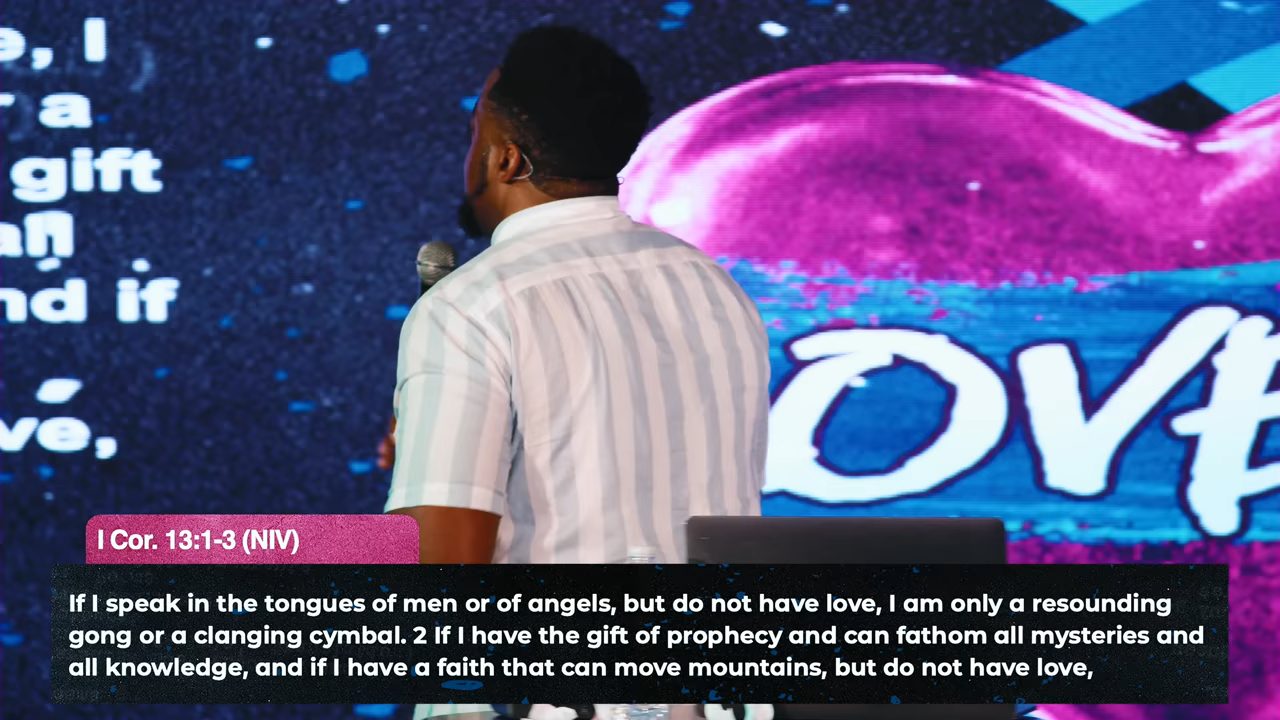 e, I
r a
gift
all
nd if
ve,
OVE
I Cor. 13:1-3 (NIV)
If I speak in the tongues of men or of angels, but do not have love, I am only a resounding
gong or a clanging cymbal. 2 If I have the gift of prophecy and can fathom all mysteries and
all knowledge, and if I have a faith that can move mountains, but do not have love,